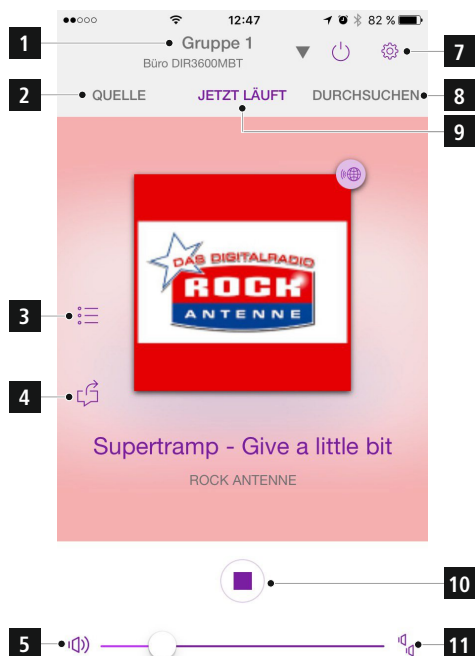 12:47
82 %
1
Gruppe 1
Büro DIR3600MBT
7
2
QUELLE
JETZT LÄUFT
DURCHSUCHEN
8
9
DAS DIGITALRADIO
ROCK
ANTENNE
3
4
Supertramp - Give a little bit
ROCK ANTENNE
10
5
11